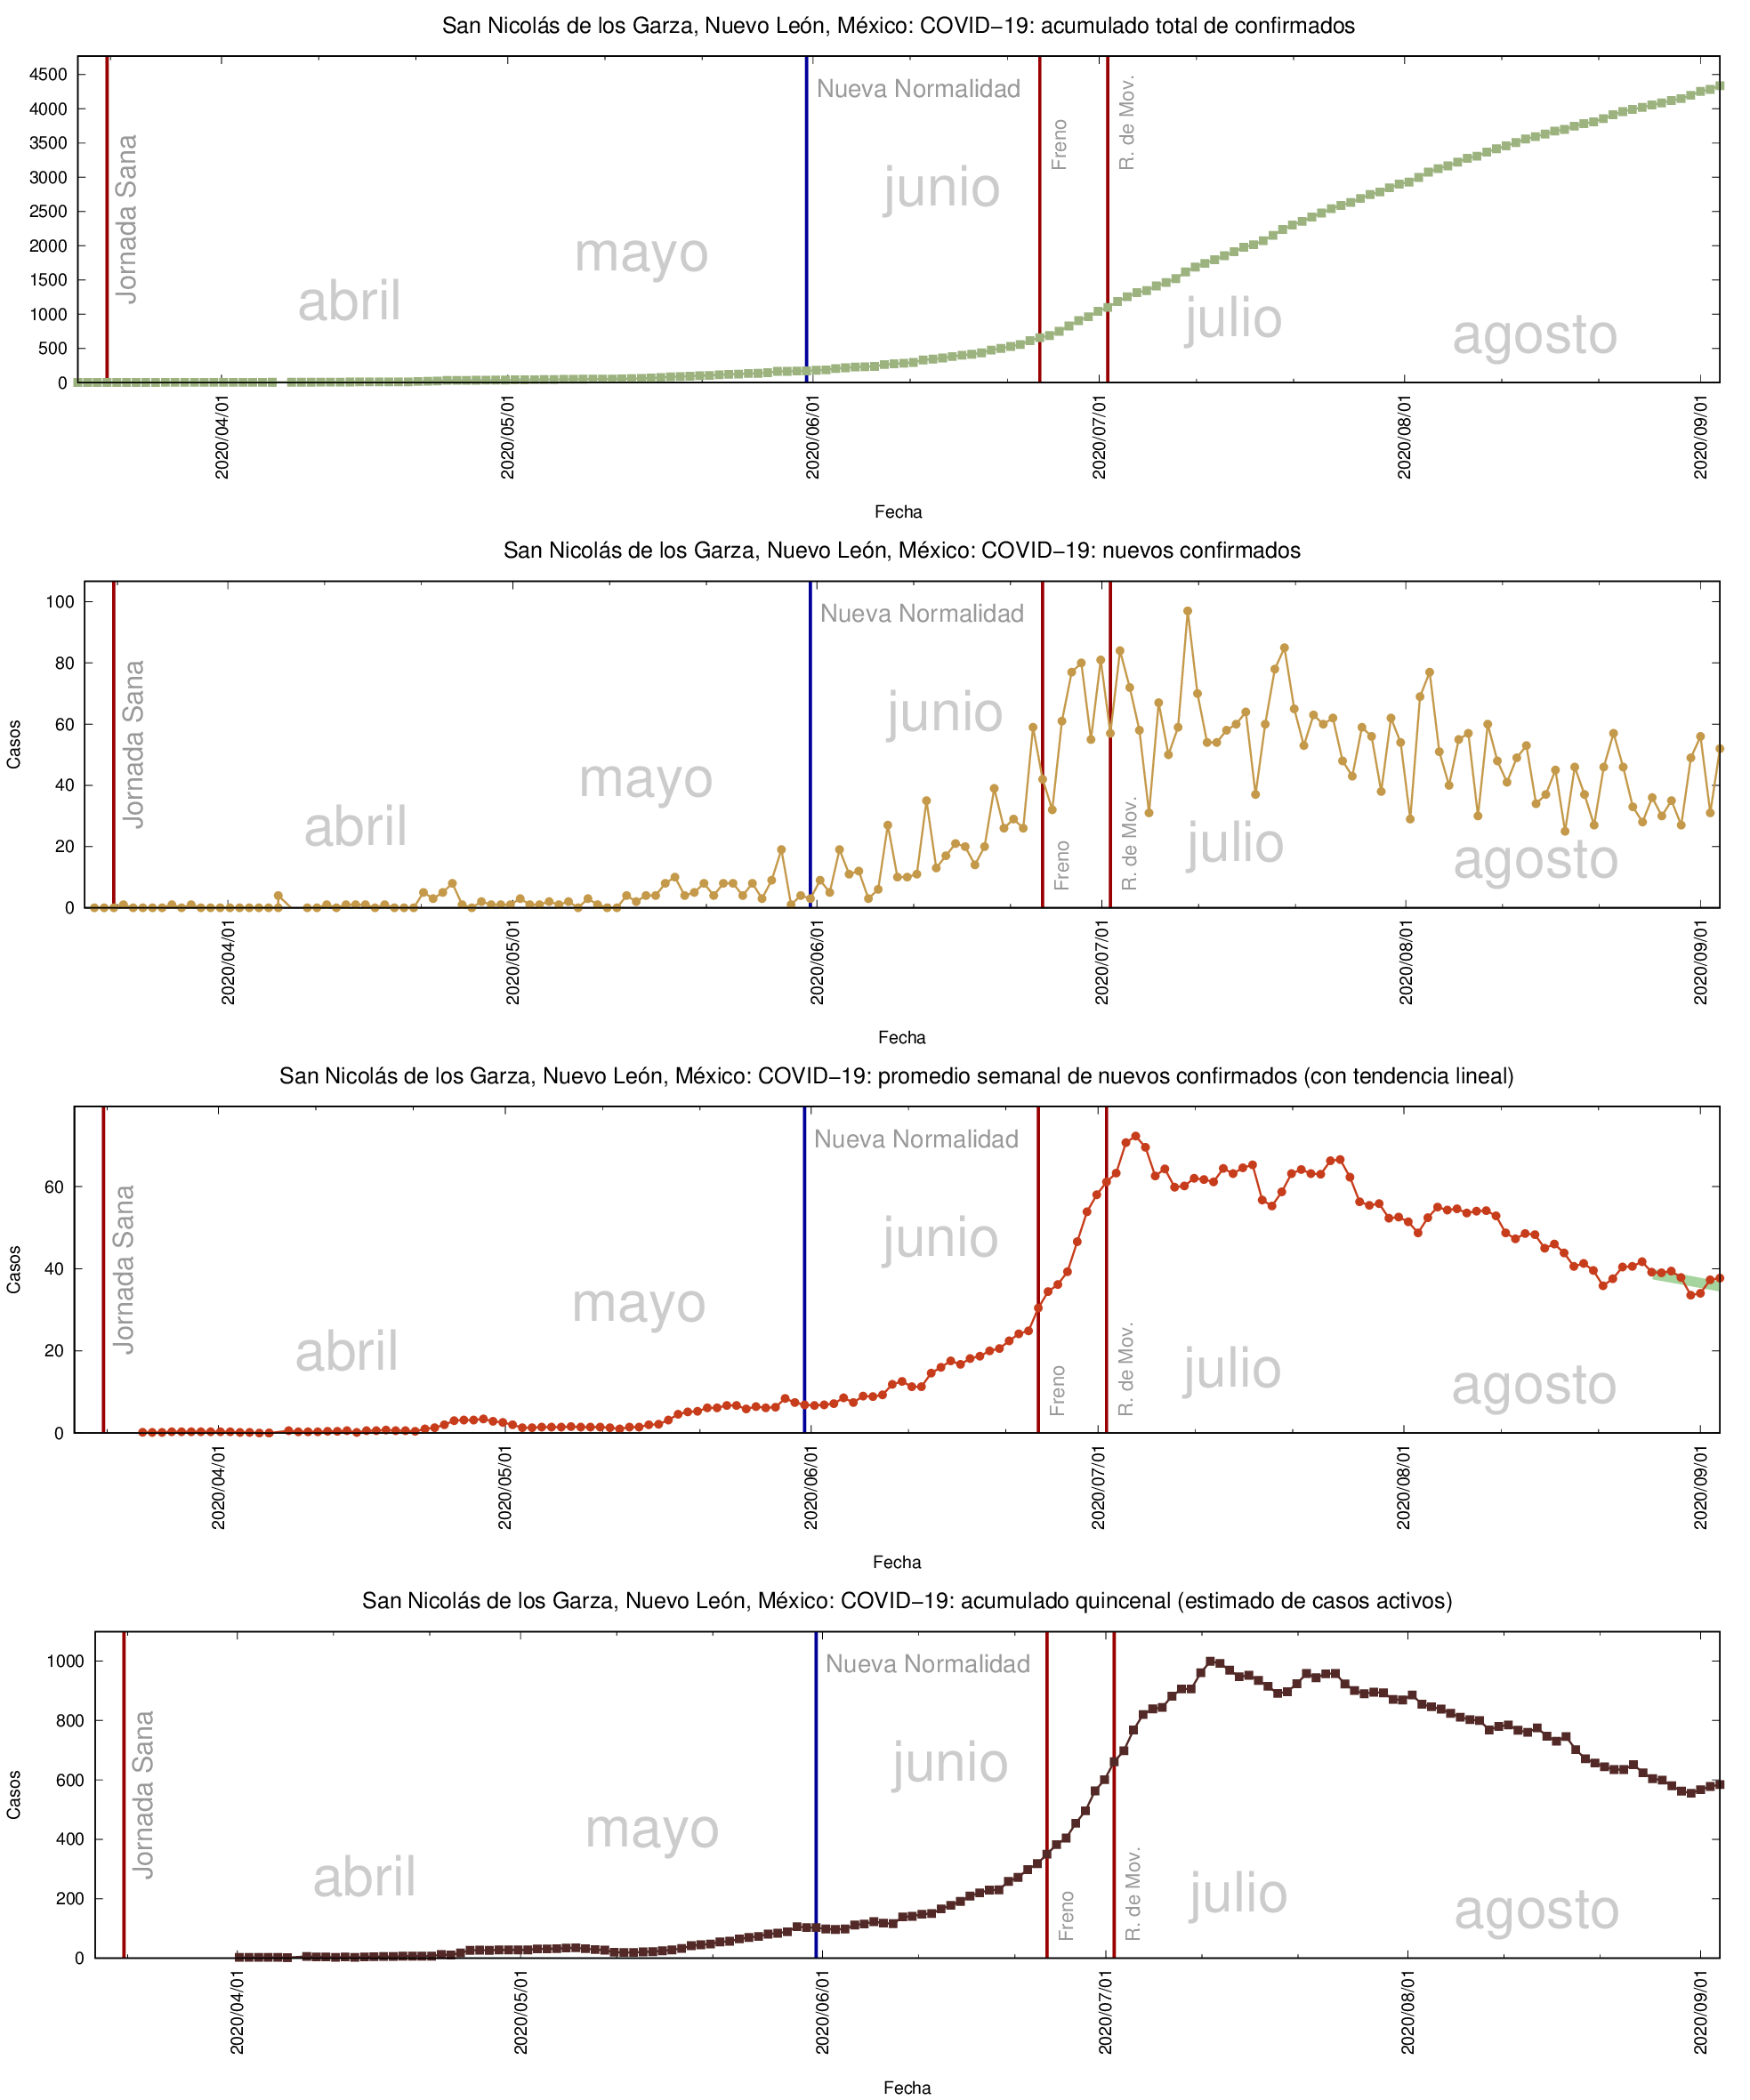 San Nicolás de los Garza, Nuevo León, México: COVID−19: acumulado total de confirmados
4500
4000
3500
3000
2500
2000
1500
1000
500
0
Jornada Sana
abril
mayo
Nueva Normalidad
junio
Freno
R. de Mov.
julio
agosto
2020/04/01
2020/05/01
2020/06/01
2020/07/01
2020/08/01
2020/09/01
Fecha
San Nicolás de los Garza, Nuevo León, México: COVID−19: nuevos confirmados
Casos
100
80
60
40
20
0
Jornada Sana
abril
mayo
Nueva Normalidad
junio
Freno
R. de Mov.
julio
agosto
2020/04/01
2020/05/01
2020/06/01
2020/07/01
2020/08/01
2020/09/01
Fecha
San Nicolás de los Garza, Nuevo León, México: COVID−19: promedio semanal de nuevos confirmados (con tendencia lineal)
Casos
60
40
20
0
Jornada Sana
abril
mayo
Nueva Normalidad
junio
Freno
R. de Mov.
julio
agosto
2020/04/01
2020/05/01
2020/06/01
2020/07/01
2020/08/01
2020/09/01
Fecha
San Nicolás de los Garza, Nuevo León, México: COVID−19: acumulado quincenal (estimado de casos activos)
Casos
1000
800
600
400
200
0
Jornada Sana
abril
mayo
Nueva Normalidad
junio
Freno
R. de Mov.
julio
agosto
2020/04/01
2020/05/01
2020/06/01
2020/07/01
2020/08/01
2020/09/01
Fecha